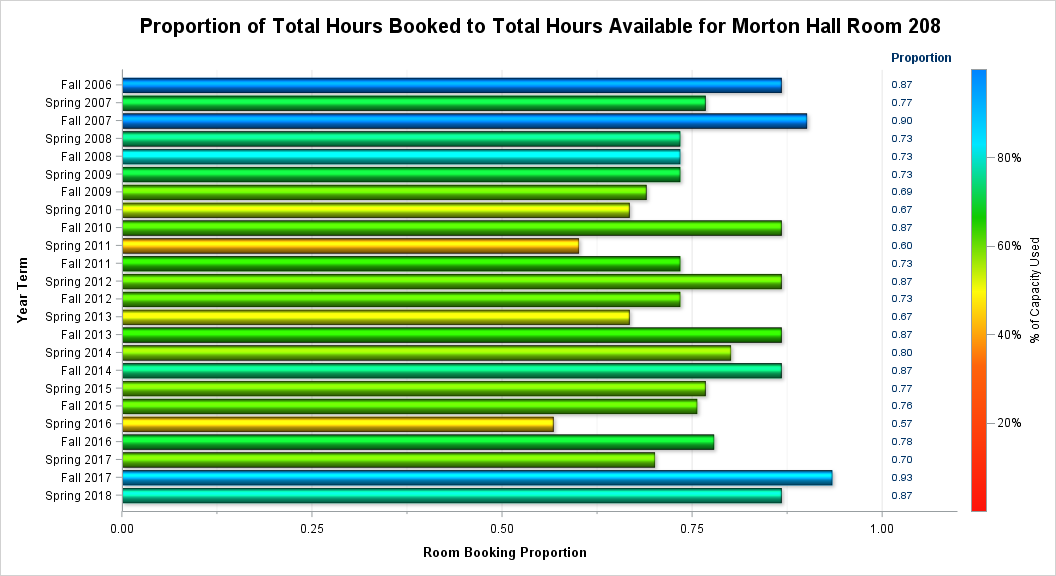 Proportion of Total Hours Booked to Total Hours Available for Morton Hall Room 208
Proportion
Fall 2006 0.87
Spring 2007 0.77
Fall 2007 0.90
Spring 2008 0.73
Fall 2008 0.73
Spring 2009 0.73
Fall 2009 0.69
Spring 2010 0.67
Fall 2010 0.87
Spring 2011 0.60
Fall 2011 0.73
Spring 2012 0.87
Fall 2012 0.73
Spring 2013 0.67
Fall 2013 0.87
Spring 2014 0.80
Fall 2014 0.87
Spring 2015 0.77
Fall 2015 0.76
Spring 2016 0.57
Fall 2016 0.78
Spring 2017 0.70
Fall 2017 0.93
Spring 2018 0.87
Year Term
80%
60%
40%
20%
% of Capacity Used
0.00 0.25 0.50 0.75 1.00
Room Booking Proportion